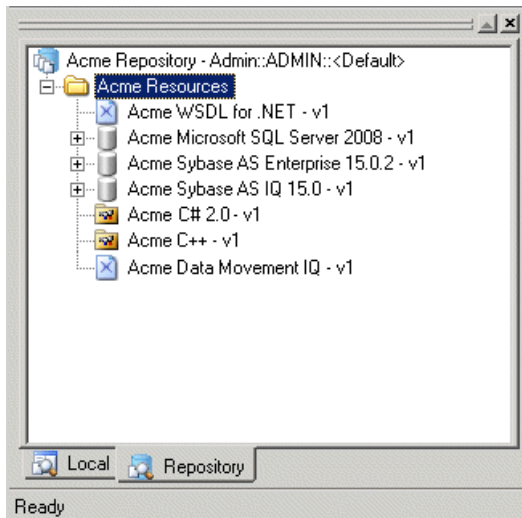 Acme Repository - Admin::ADMIN::<Default>
Acme Resources
Acme WSDL for .NET - v1
Acme Microsoft SQL Server 2008 - v1
Acme Sybase AS Enterprise 15.0.2 - v1
Acme Sybase AS IQ 15.0 - v1
Acme C# 2.0 - v1
Acme C++ - v1
Acme Data Movement IQ - v1
Local Repository
Ready